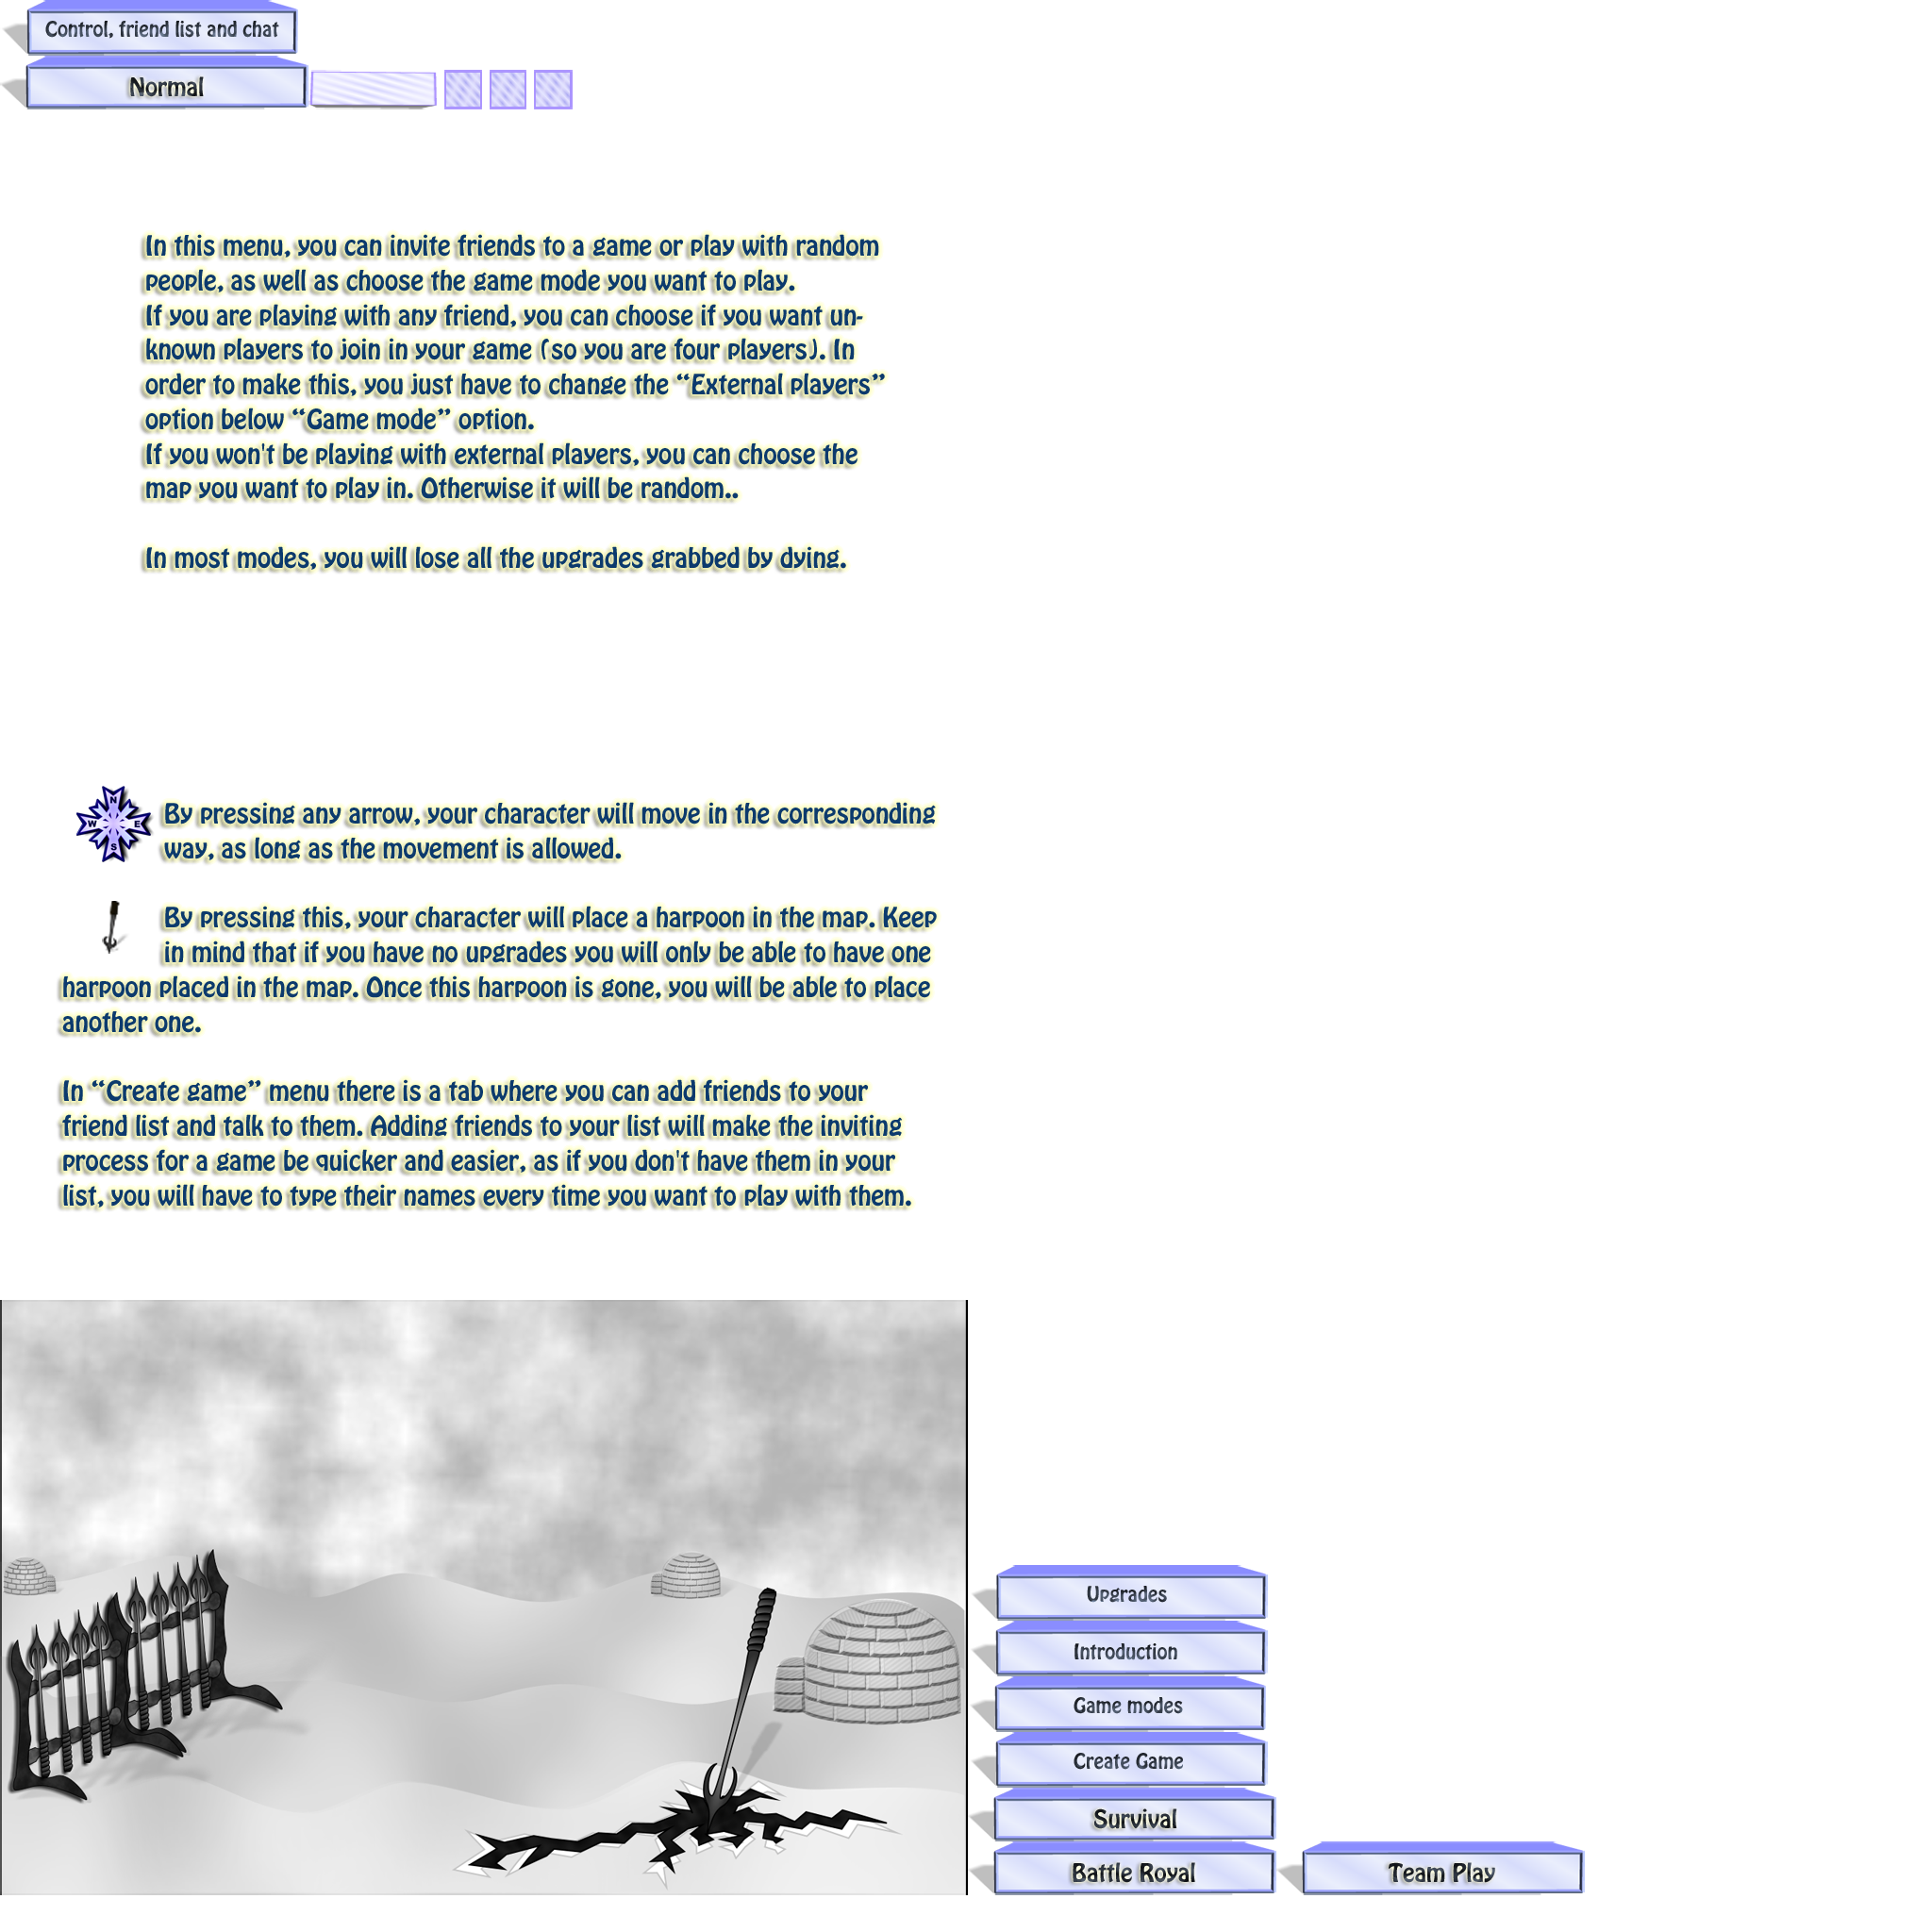 Control, friend list and chat
Normal
In this menu, you can invite friends to a game or play with random
people, as well as choose the game mode you want to play.
If you are playing with any friend, you can choose if you want un-
known players to join in your game (so you are four players). In
order to make this, you just have to change the “External players”
option below “Game mode” option.
If you won't be playing with external players, you can choose the
map you want to play in. Otherwise it will be random..
In most modes, you will lose all the upgrades grabbed by dying.
N
W E
S
By pressing any arrow, your character will move in the corresponding
way, as long as the movement is allowed.
By pressing this, your character will place a harpoon in the map. Keep
in mind that if you have no upgrades you will only be able to have one
harpoon placed in the map. Once this harpoon is gone, you will be able to place
another one.
In “Create game” menu there is a tab where you can add friends to your
friend list and talk to them. Adding friends to your list will make the inviting
process for a game be quicker and easier, as if you don't have them in your
list, you will have to type their names every time you want to play with them.
Upgrades
Introduction
Game modes
Create Game
Survival
Battle Royal
Team Play